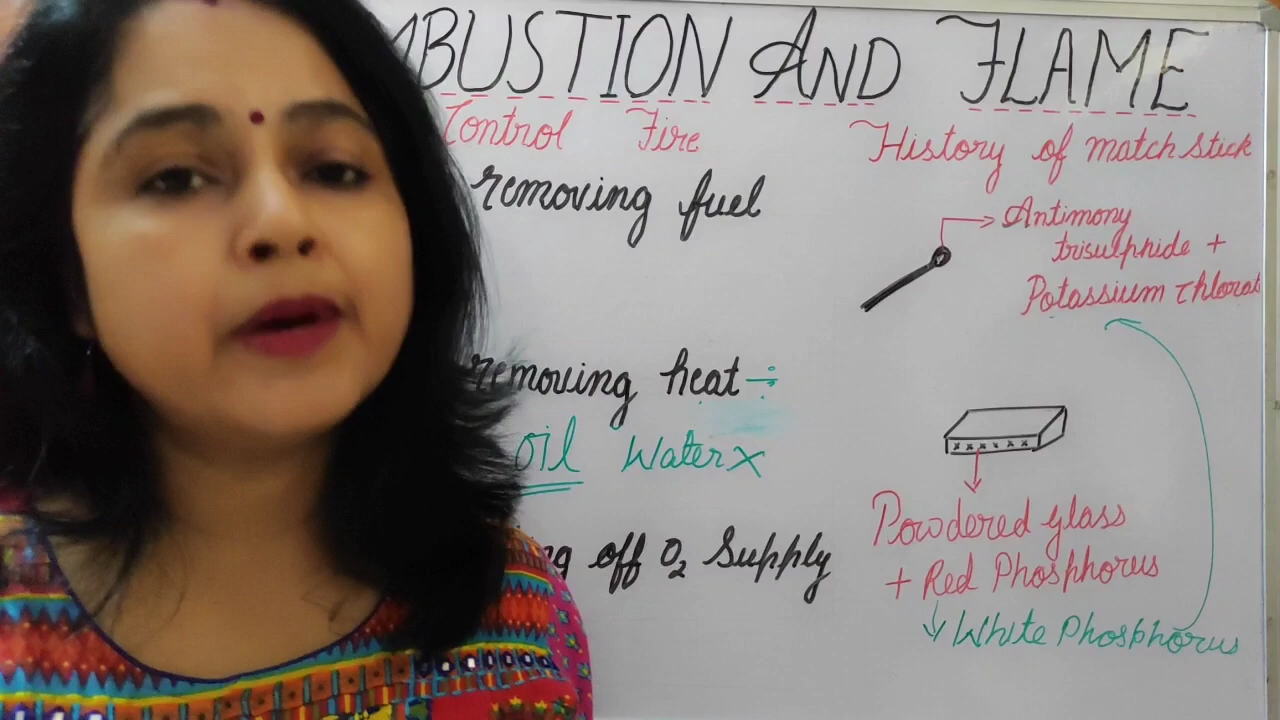 BUSTION AND FLAME
Control Fire
removing fuel
removing heat
oil Water x
off O₂ Supply
History of match stick
Antimony
trisulphide +
Potassium Chlorat
x x x x x x
Powdered glass
+ Red Phosphorus
↓ White Phosphorus